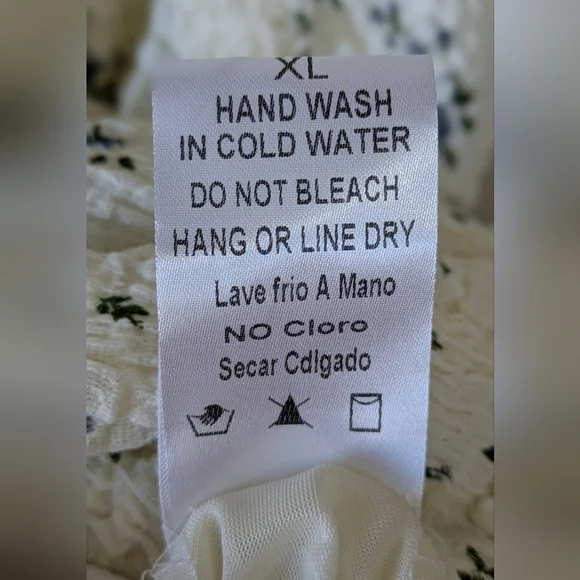 XL
HAND WASH
IN COLD WATER
DO NOT BLEACH
HANG OR LINE DRY
Lave frio A Mano
NO Cloro
Secar Cdlgado